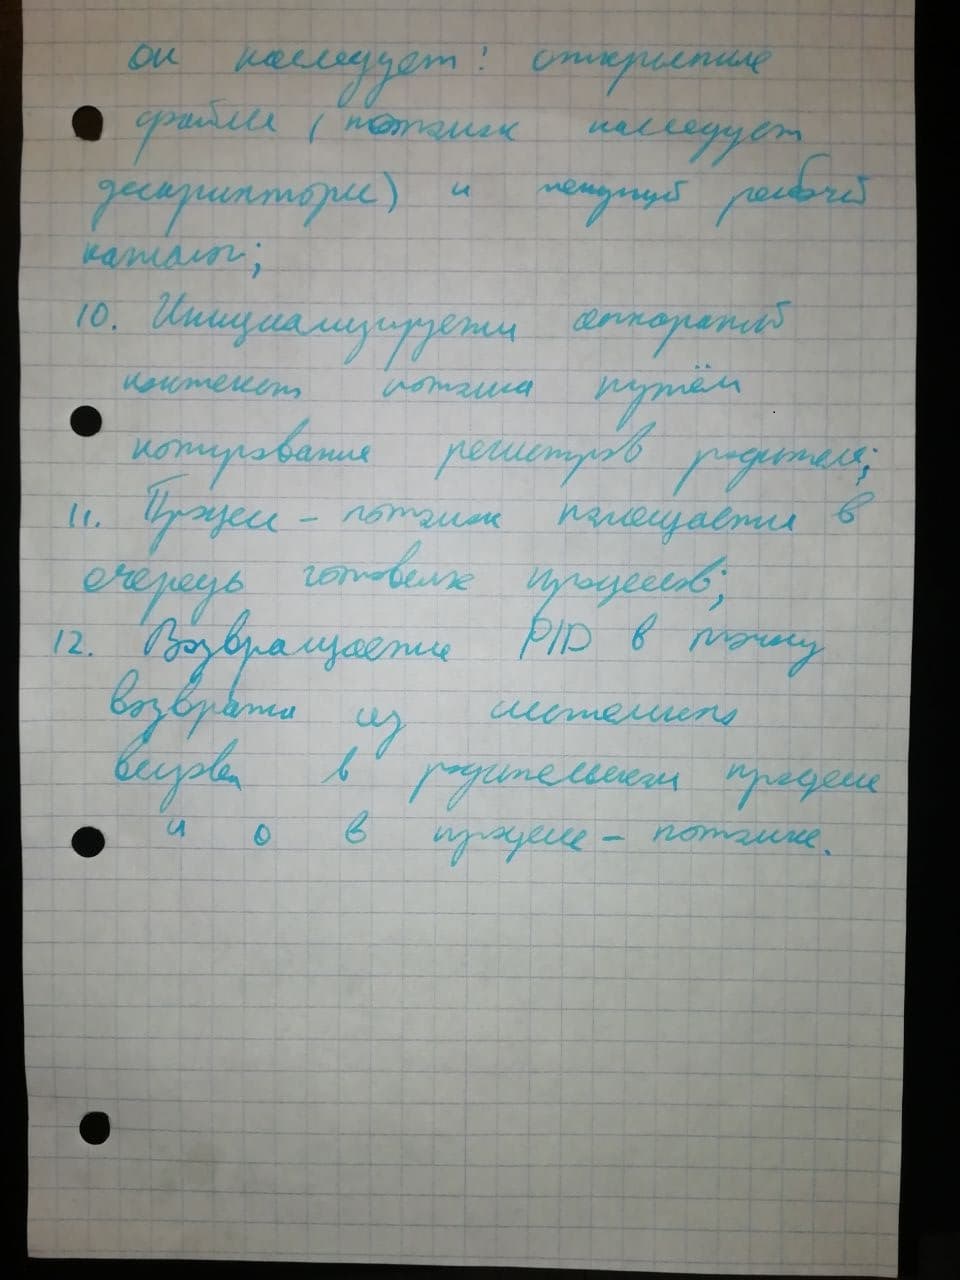 он наследует: открытые
файлы (потомок наследует
дескрипторы) и текущий рабочий
каталог;
10. Инициализируется аппаратный
контекст потомка путём
копирования регистров родителя;
11. Процесс - потомок помещается в
очередь готовых процессов;
12. Возвращается PID в точку
возврата из системного
вызова в родительском процессе
и 0 в процессе - потомке.